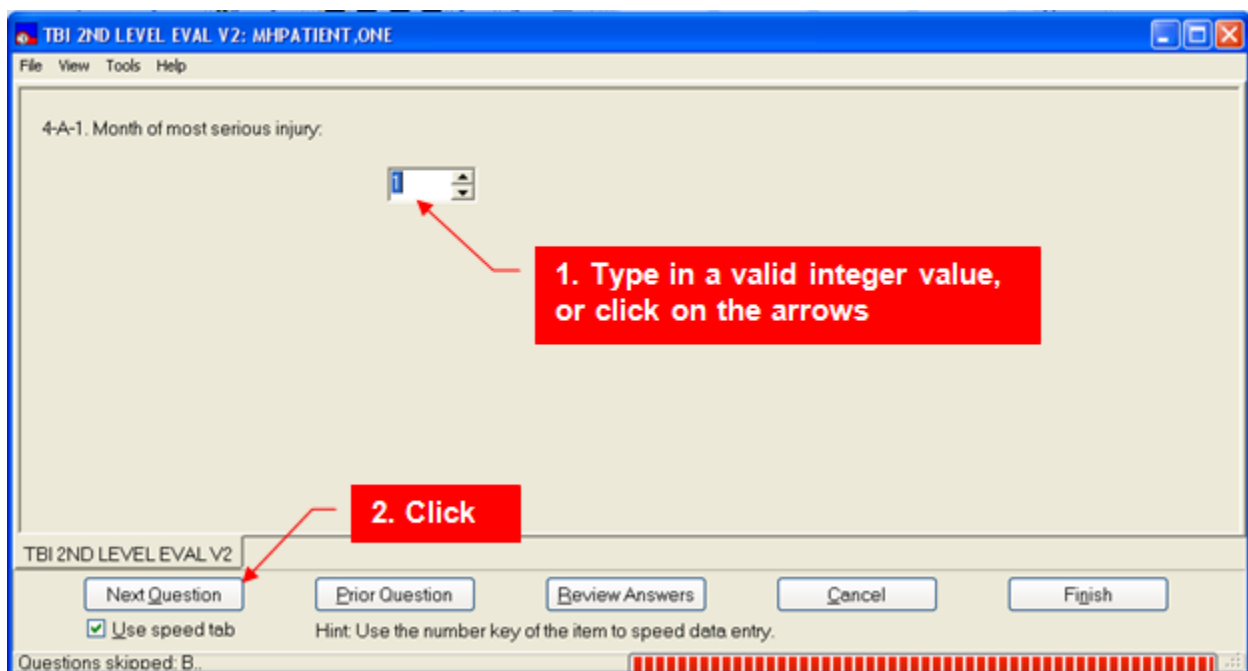 TBI 2ND LEVEL EVAL V2: MHPATIENT,ONE
File View Tools Help
4-A-1. Month of most serious injury:
1
1. Type in a valid integer value,
or click on the arrows
2. Click
TBI 2ND LEVEL EVAL V2
Next Question Prior Question Review Answers Cancel Finish
Use speed tab Hint: Use the number key of the item to speed data entry.
Questions skipped: B..